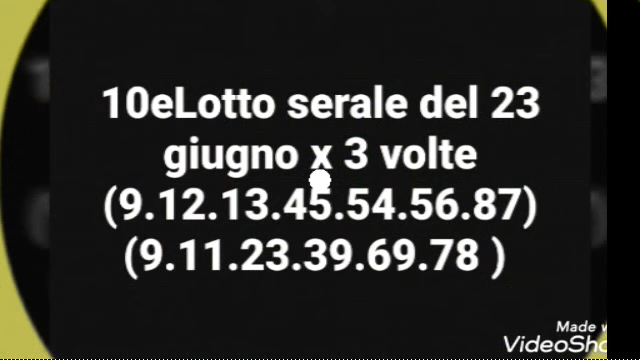 10eLotto serale del 23
giugno x 3 volte
(9.12.13.45.54.56.87)
(9.11.23.39.69.78 )
Made
VideoSho